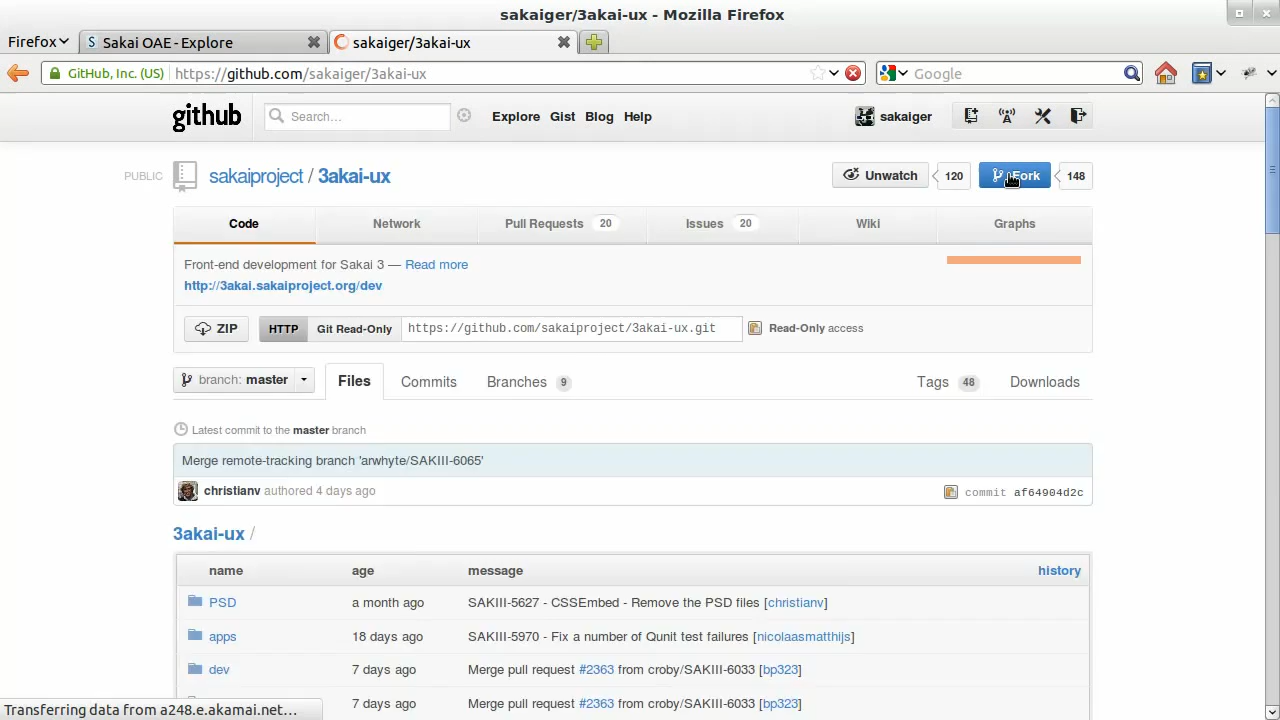 sakaiger/3akai-ux - Mozilla Firefox
Firefox Sakai OAE - Explore sakaiger/3akai-ux
GitHub, Inc. (US) https://github.com/sakaiger/3akai-ux Google
github Search... Explore Gist Blog Help sakaiger
PUBLIC sakaiproject / 3akai-ux Unwatch 120 Fork 148
Code Network Pull Requests 20 Issues 20 Wiki Graphs
Front-end development for Sakai 3 — Read more
http://3akai.sakaiproject.org/dev
ZIP HTTP Git Read-Only https://github.com/sakaiproject/3akai-ux.git Read-Only access
branch: master Files Commits Branches 9 Tags 48 Downloads
Latest commit to the master branch
Merge remote-tracking branch 'arwhyte/SAKIII-6065'
christianv authored 4 days ago commit af64904d2c
3akai-ux /
name age message history
PSD a month ago SAKIII-5627 - CSSEmbed - Remove the PSD files [christianv]
apps 18 days ago SAKIII-5970 - Fix a number of Qunit test failures [nicolaasmatthijs]
dev 7 days ago Merge pull request #2363 from croby/SAKIII-6033 [bp323]
7 days ago Merge pull request #2363 from croby/SAKIII-6033 [bp323]
Transferring data from a248.e.akamai.net...